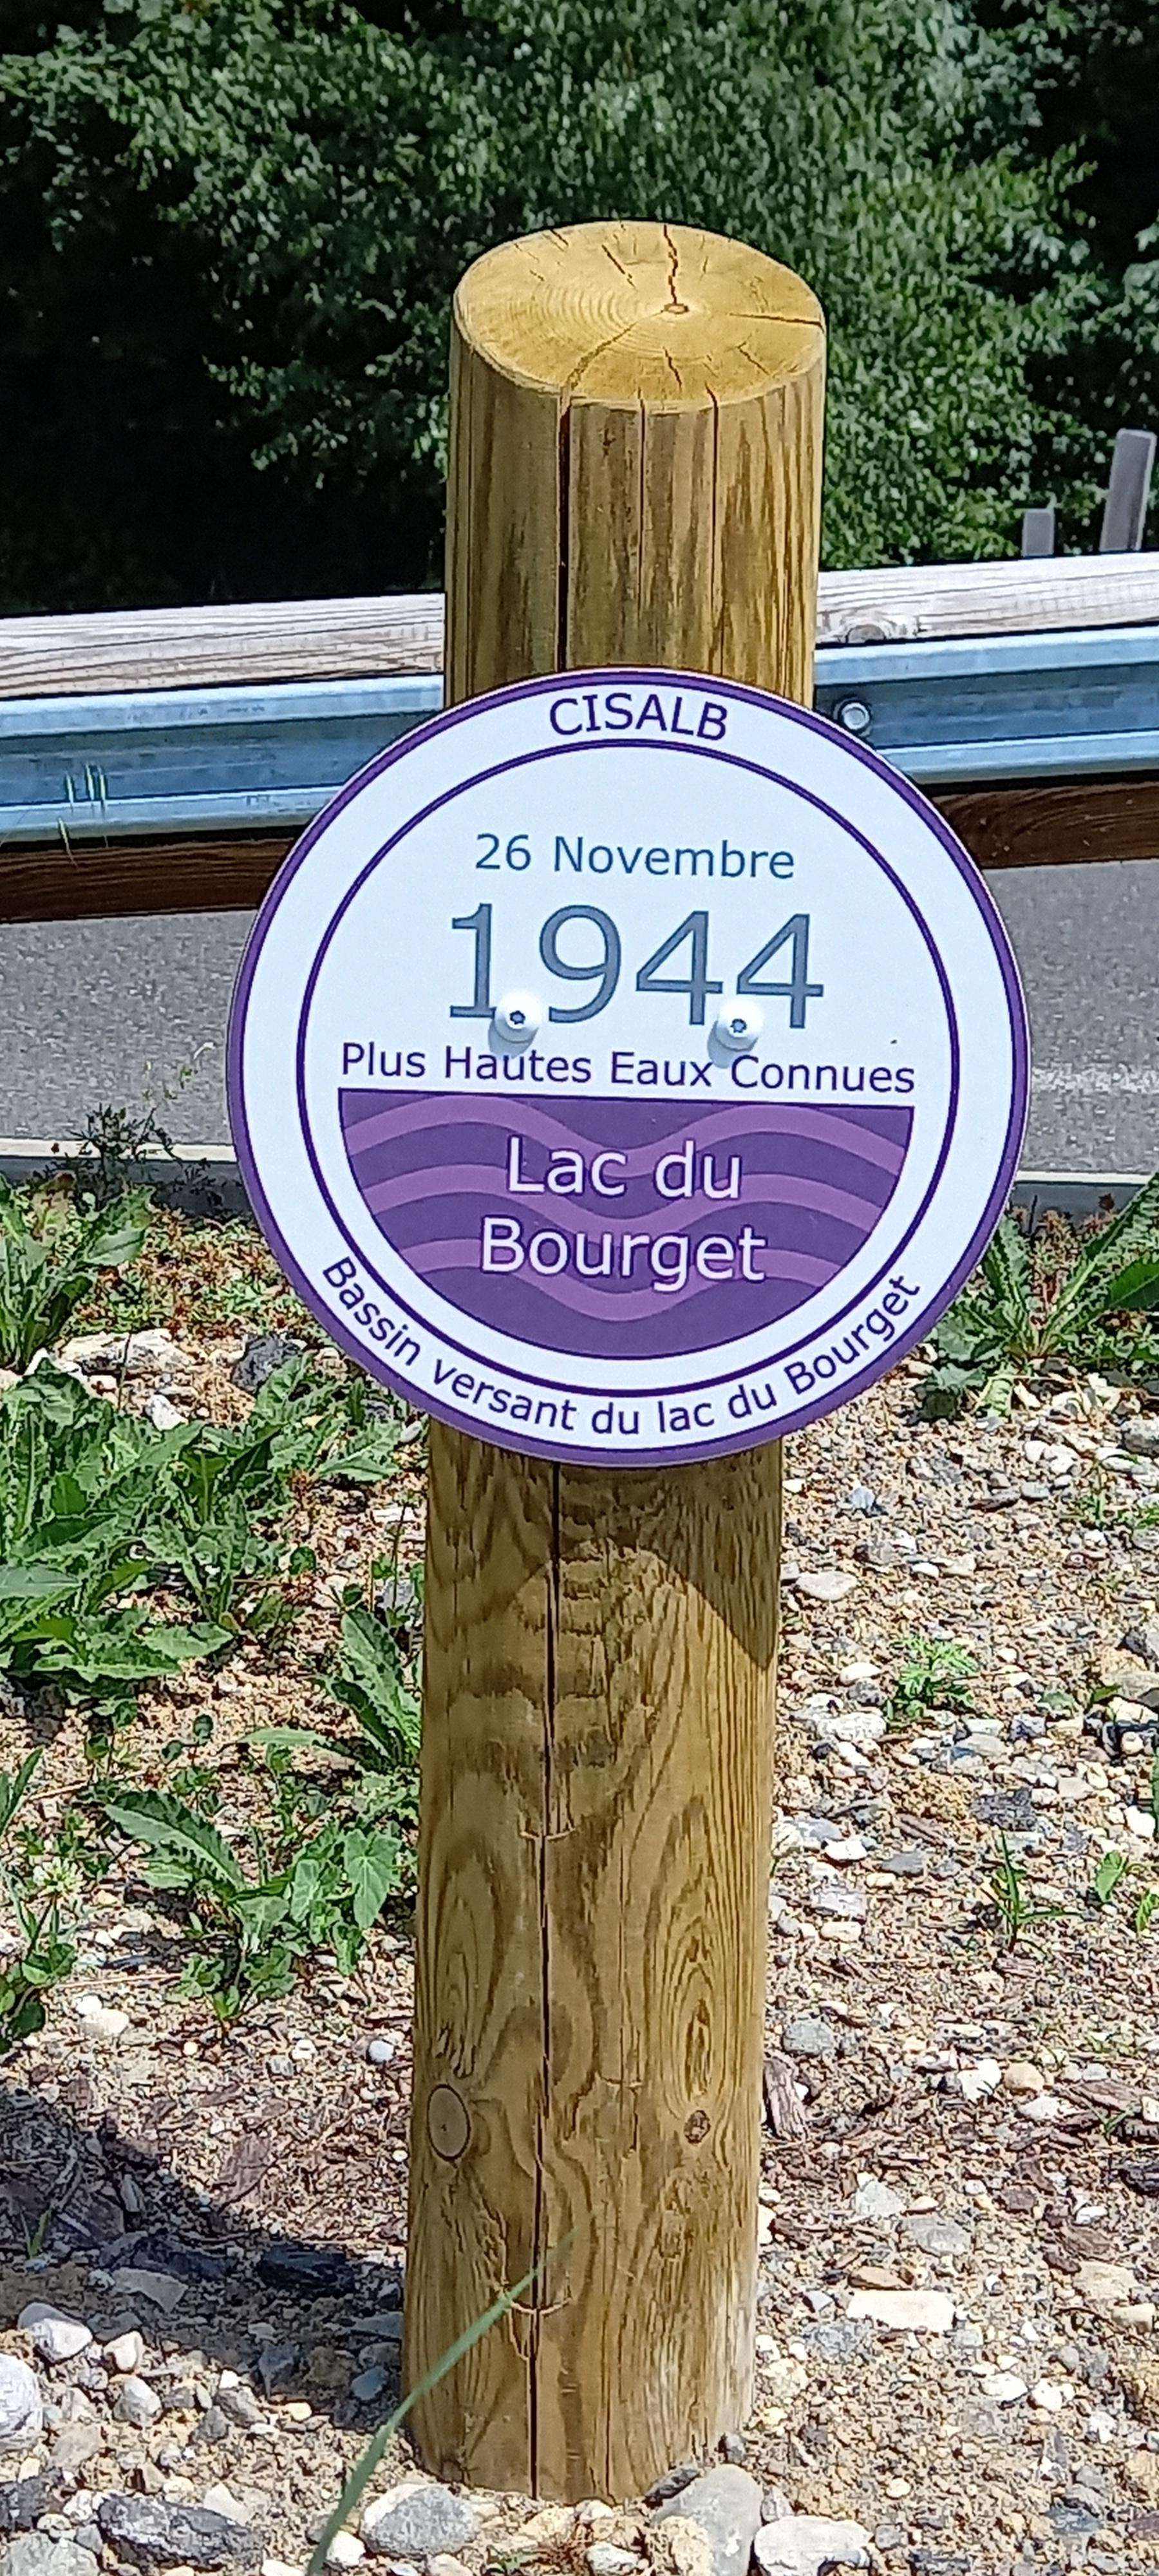 CISALB
26 Novembre
1944
Plus Hautes Eaux Connues
Lac du
Bourget
Bassin versant du lac du Bourget